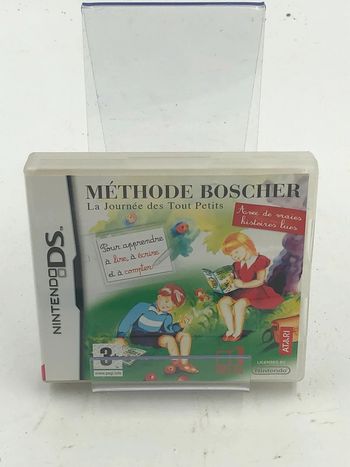 MÉTHODE BOSCHER
La Journée des Tout Petits
Avec de vraies
histoires lues
Pour apprendre
à lire, à écrire
et à compter
NINTENDO DS
3+
www.pegi.info
ATARI
LICENSED BY
Nintendo